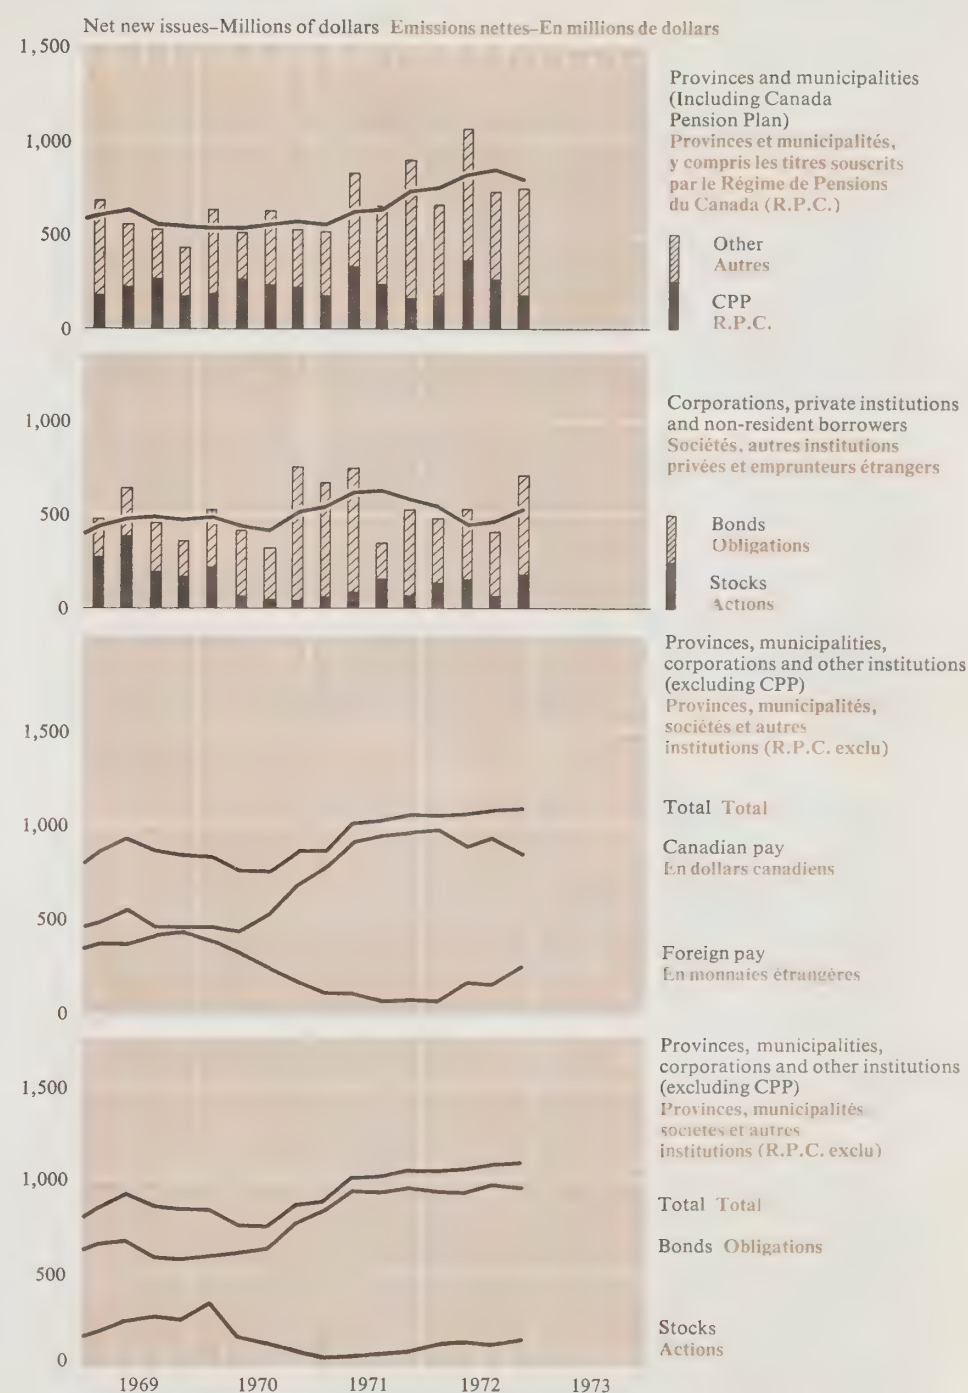 Net new issues–Millions of dollars Emissions nettes–En millions de dollars
1,500
1,000
500
0
Provinces and municipalities
(Including Canada
Pension Plan)
Provinces et municipalités,
y compris les titres souscrits
par le Régime de Pensions
du Canada (R.P.C.)
Other
Autres
CPP
R.P.C.
1,000
500
0
Corporations, private institutions
and non-resident borrowers
Sociétés, autres institutions
privées et emprunteurs étrangers
Bonds
Obligations
Stocks
Actions
1,500
1,000
500
0
Provinces, municipalities,
corporations and other institutions
(excluding CPP)
Provinces, municipalités,
sociétés et autres
institutions (R.P.C. exclu)
Total Total
Canadian pay
En dollars canadiens
Foreign pay
En monnaies étrangères
1,500
1,000
500
0
Provinces, municipalities,
corporations and other institutions
(excluding CPP)
Provinces, municipalités
sociétés et autres
institutions (R.P.C. exclu)
Total Total
Bonds Obligations
Stocks
Actions
1969 1970 1971 1972 1973